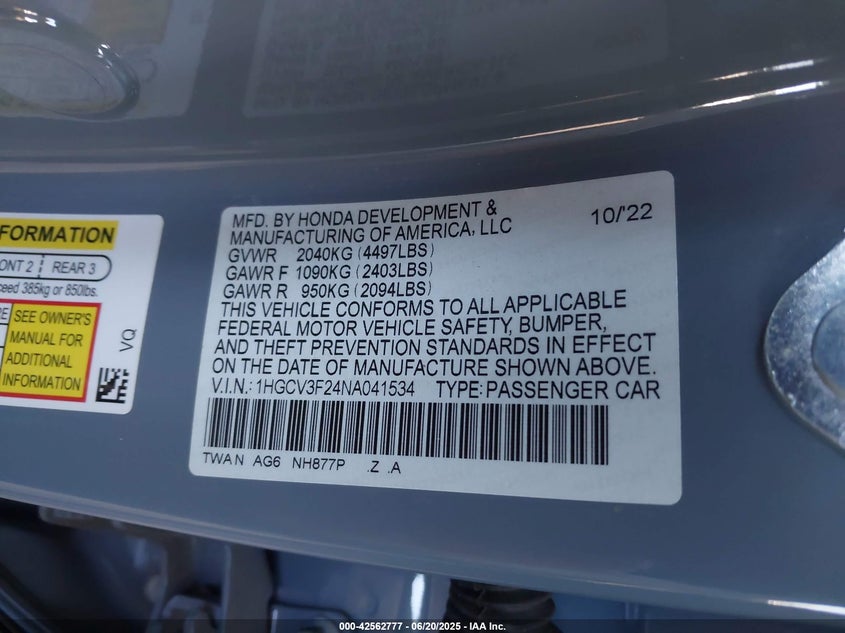 MFD. BY HONDA DEVELOPMENT &
MANUFACTURING OF AMERICA, LLC 10/'22
GVWR 2040KG (4497LBS)
GAWR F 1090KG (2403LBS)
GAWR R 950KG (2094LBS)
THIS VEHICLE CONFORMS TO ALL APPLICABLE
FEDERAL MOTOR VEHICLE SAFETY, BUMPER,
AND THEFT PREVENTION STANDARDS IN EFFECT
ON THE DATE OF MANUFACTURE SHOWN ABOVE.
V.I.N.: 1HGCV3F24NA041534 TYPE: PASSENGER CAR
TWAN AG6 NH877P .Z .A
FORMATION
ONT 2 REAR 3
ceed 385kg or 850lbs.
SEE OWNER'S
MANUAL FOR
ADDITIONAL
INFORMATION
VQ
000-42562777 - 06/20/2025 - IAA Inc.